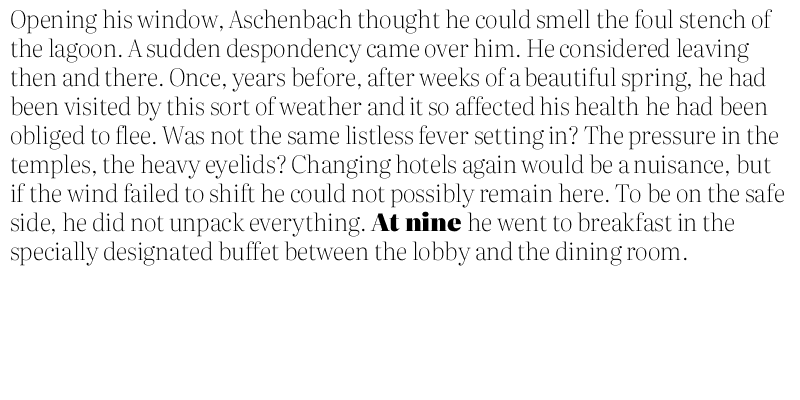 Opening his window, Aschenbach thought he could smell the foul stench of
the lagoon. A sudden despondency came over him. He considered leaving
then and there. Once, years before, after weeks of a beautiful spring, he had
been visited by this sort of weather and it so affected his health he had been
obliged to flee. Was not the same listless fever setting in? The pressure in the
temples, the heavy eyelids? Changing hotels again would be a nuisance, but
if the wind failed to shift he could not possibly remain here. To be on the safe
side, he did not unpack everything. At nine he went to breakfast in the
specially designated buffet between the lobby and the dining room.